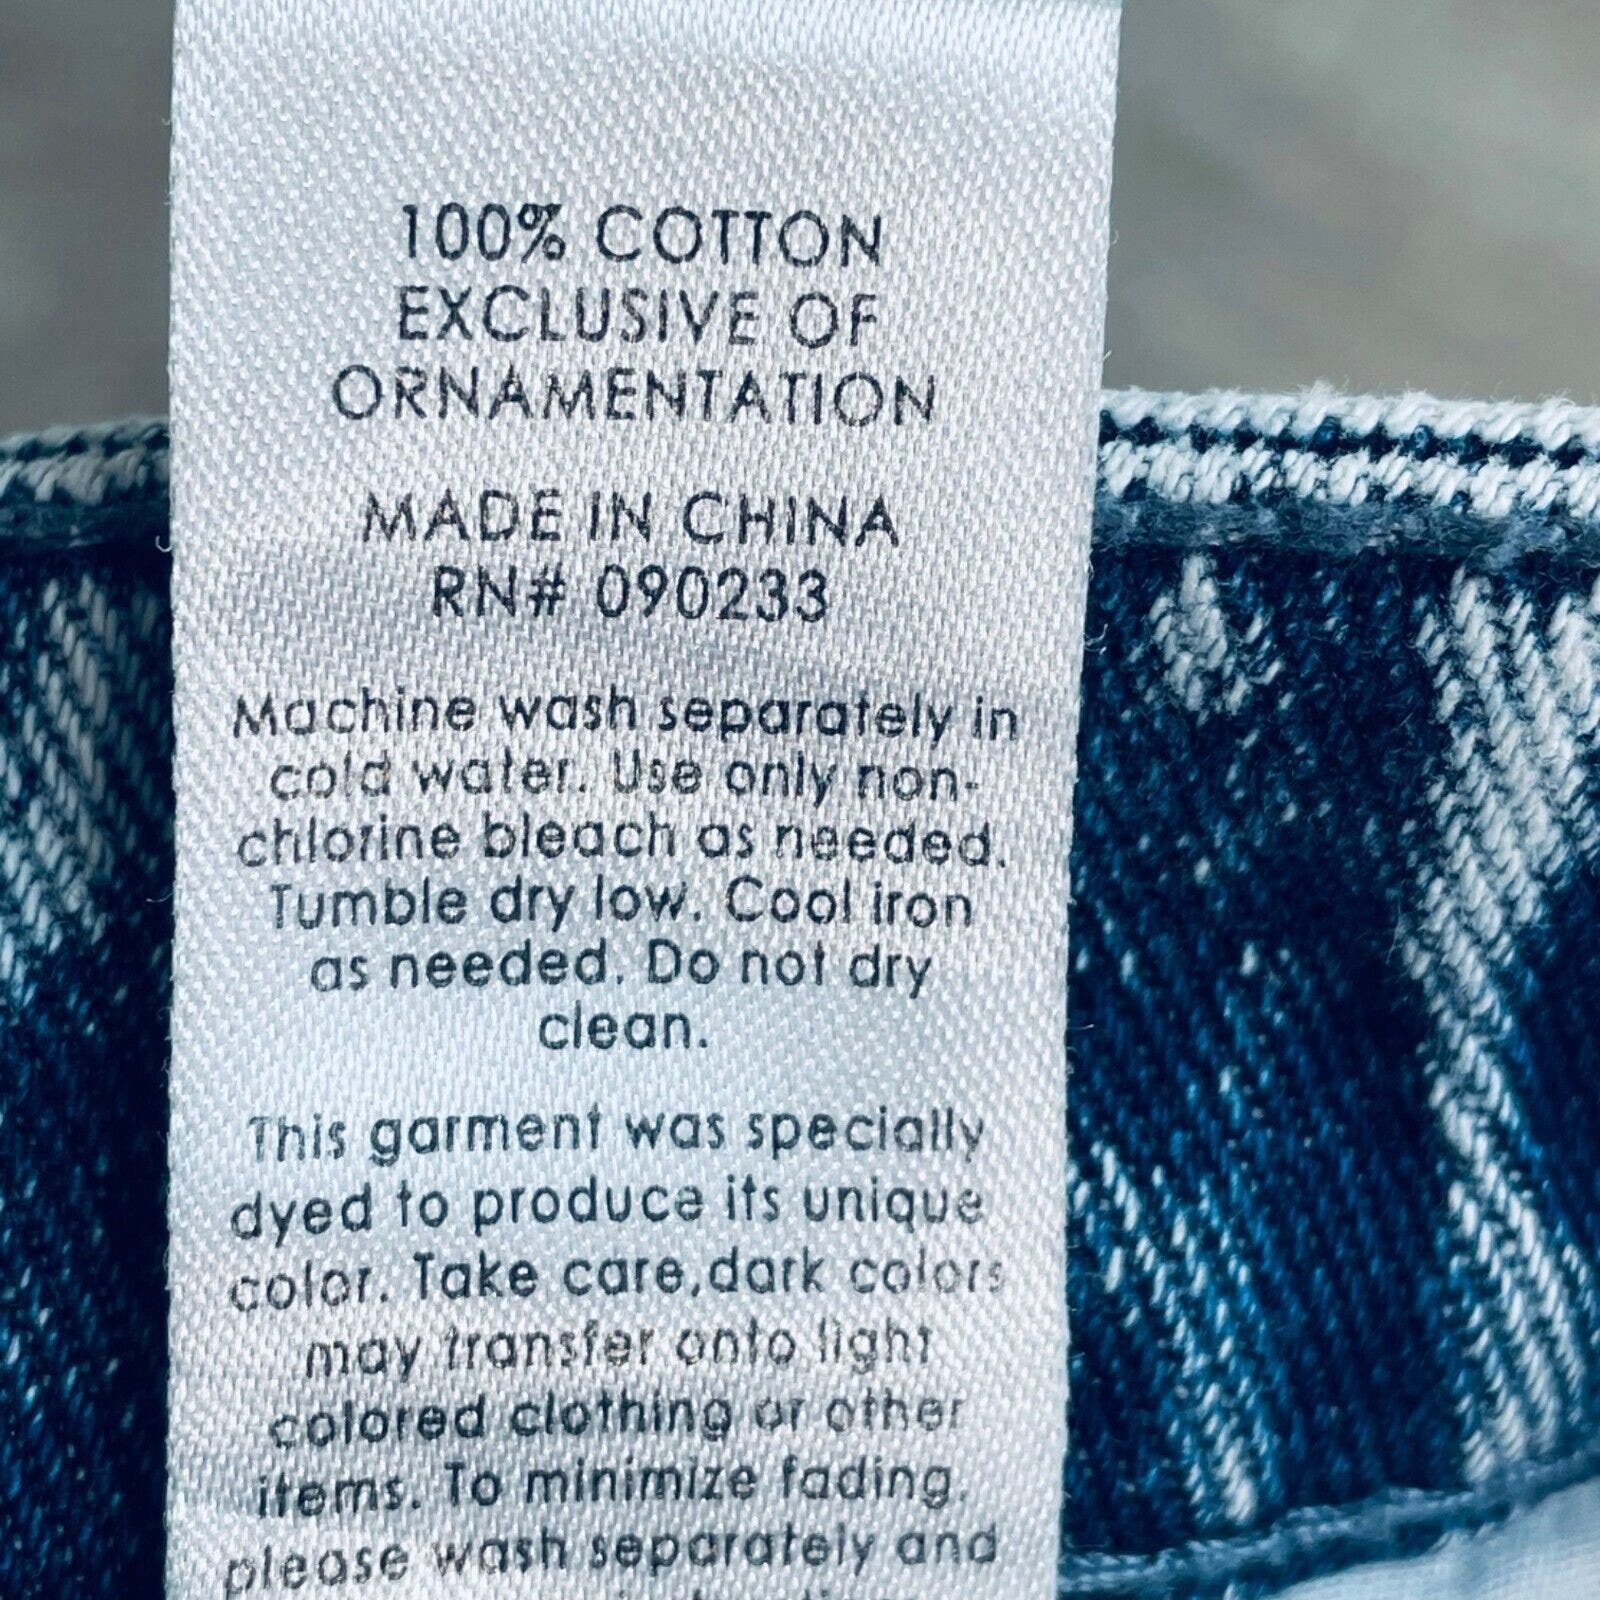 100% COTTON
EXCLUSIVE OF
ORNAMENTATION
MADE IN CHINA
RN# 090233
Machine wash separately in
cold water. Use only non-
chlorine bleach as needed.
Tumble dry low. Cool iron
as needed. Do not dry
clean.
This garment was specially
dyed to produce its unique
color. Take care,dark colors
may transfer onto light
colored clothing or other
items. To minimize fading,
please wash separately and